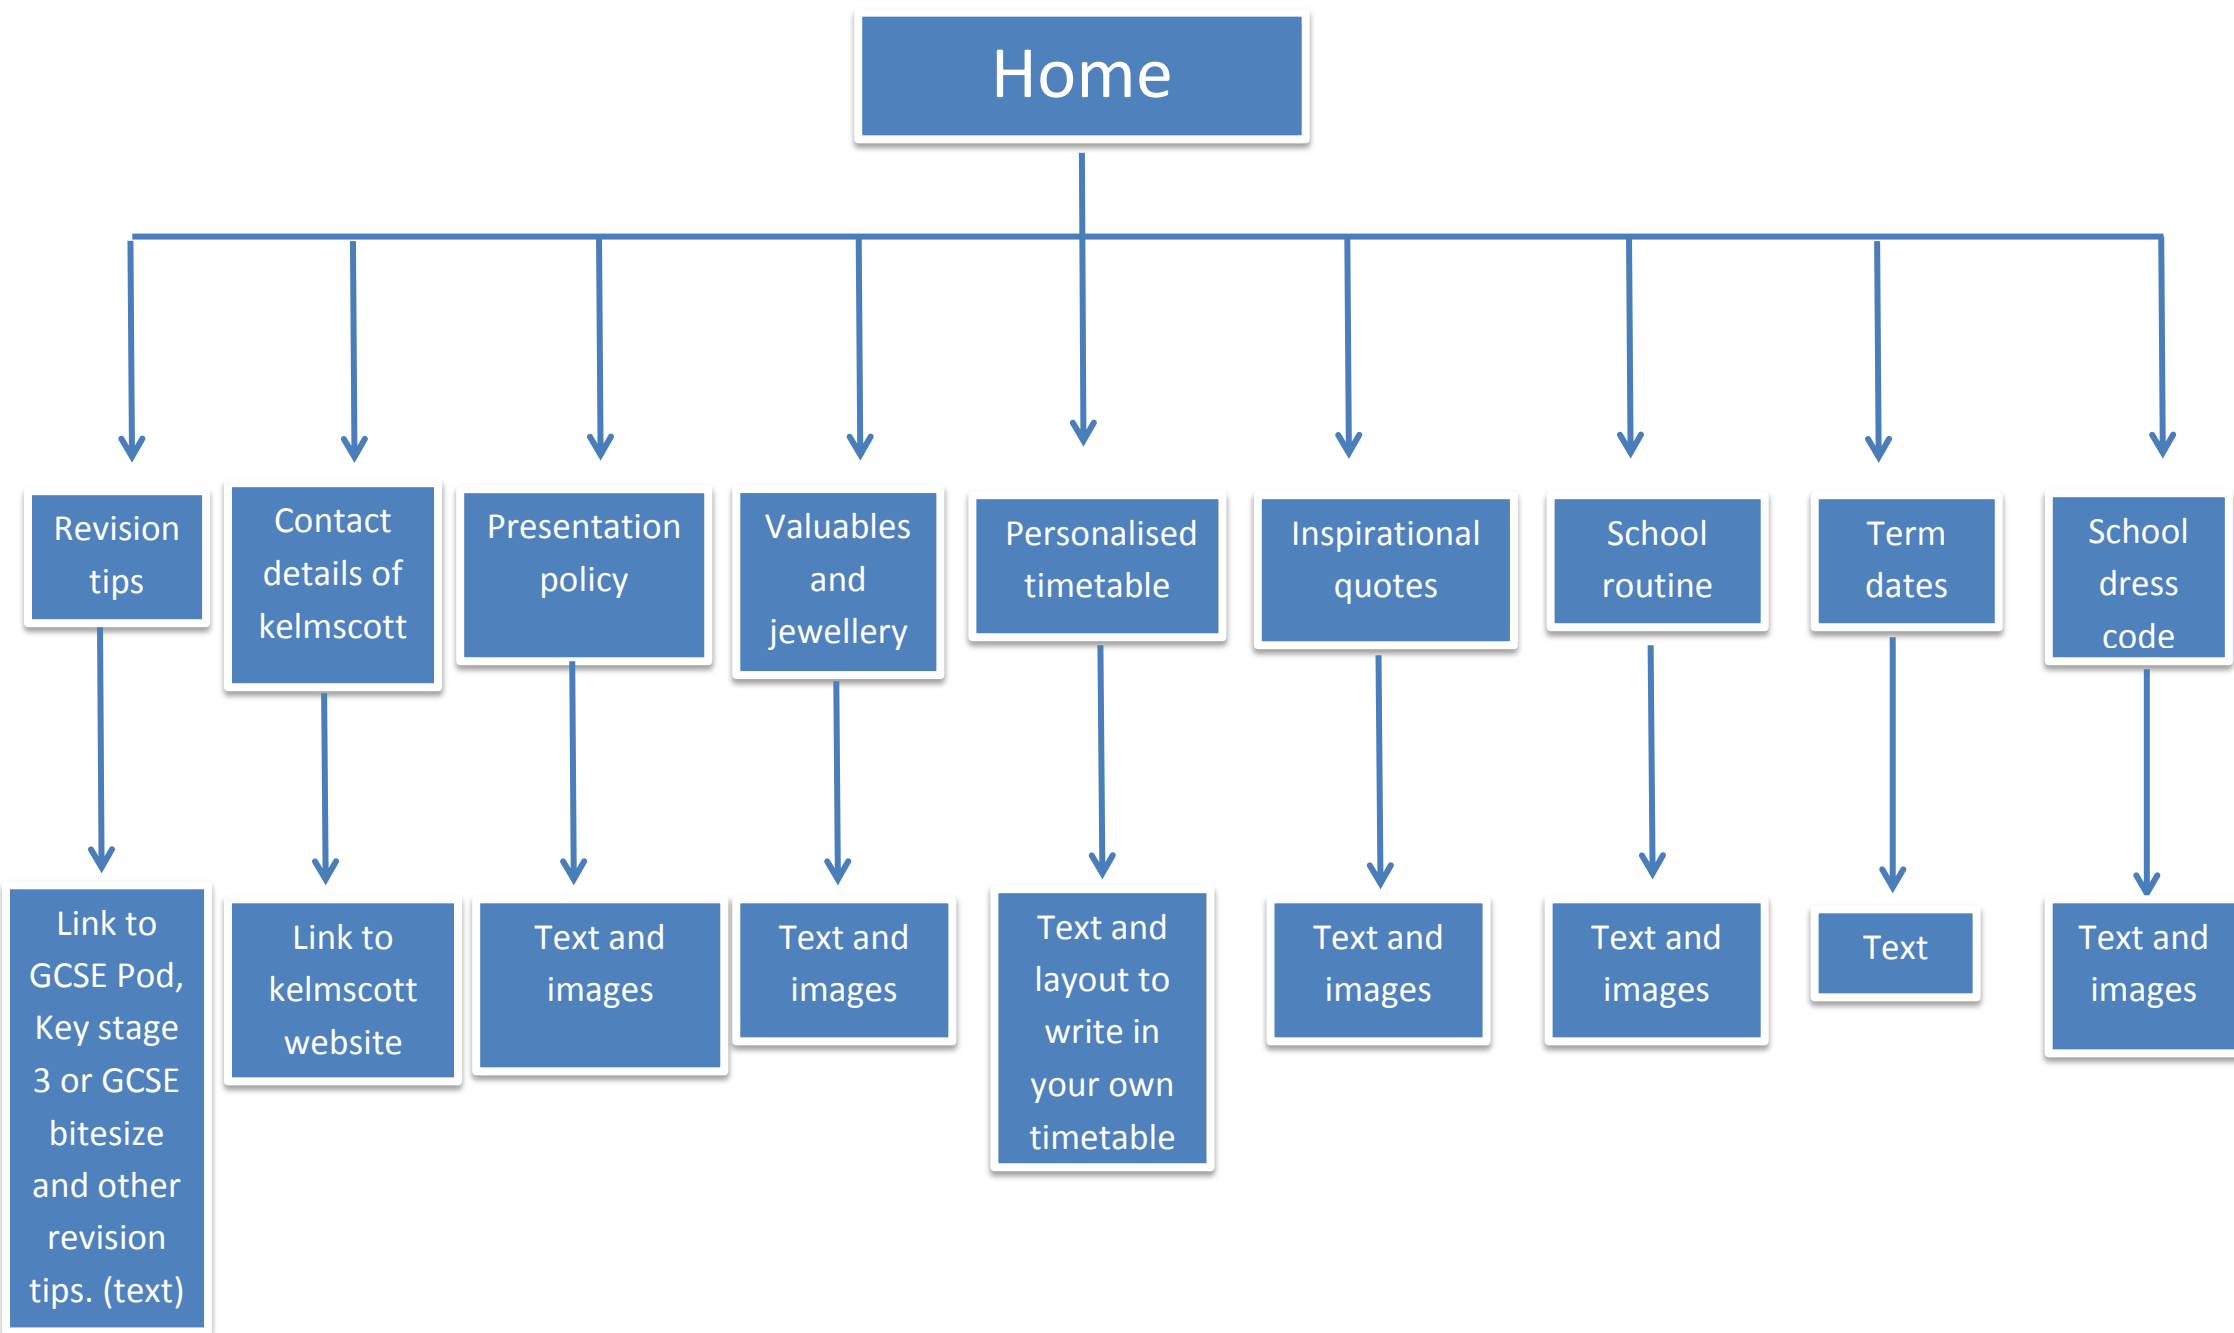 Home
Revision
tips
Contact
details of
kelmscott
Presentation
policy
Valuables
and
jewellery
Personalised
timetable
Inspirational
quotes
School
routine
Term
dates
School
dress
code
Link to
GCSE Pod,
Key stage
3 or GCSE
bitesize
and other
revision
tips. (text)
Link to
kelmscott
website
Text and
images
Text and
images
Text and
layout to
write in
your own
timetable
Text and
images
Text and
images
Text
Text and
images